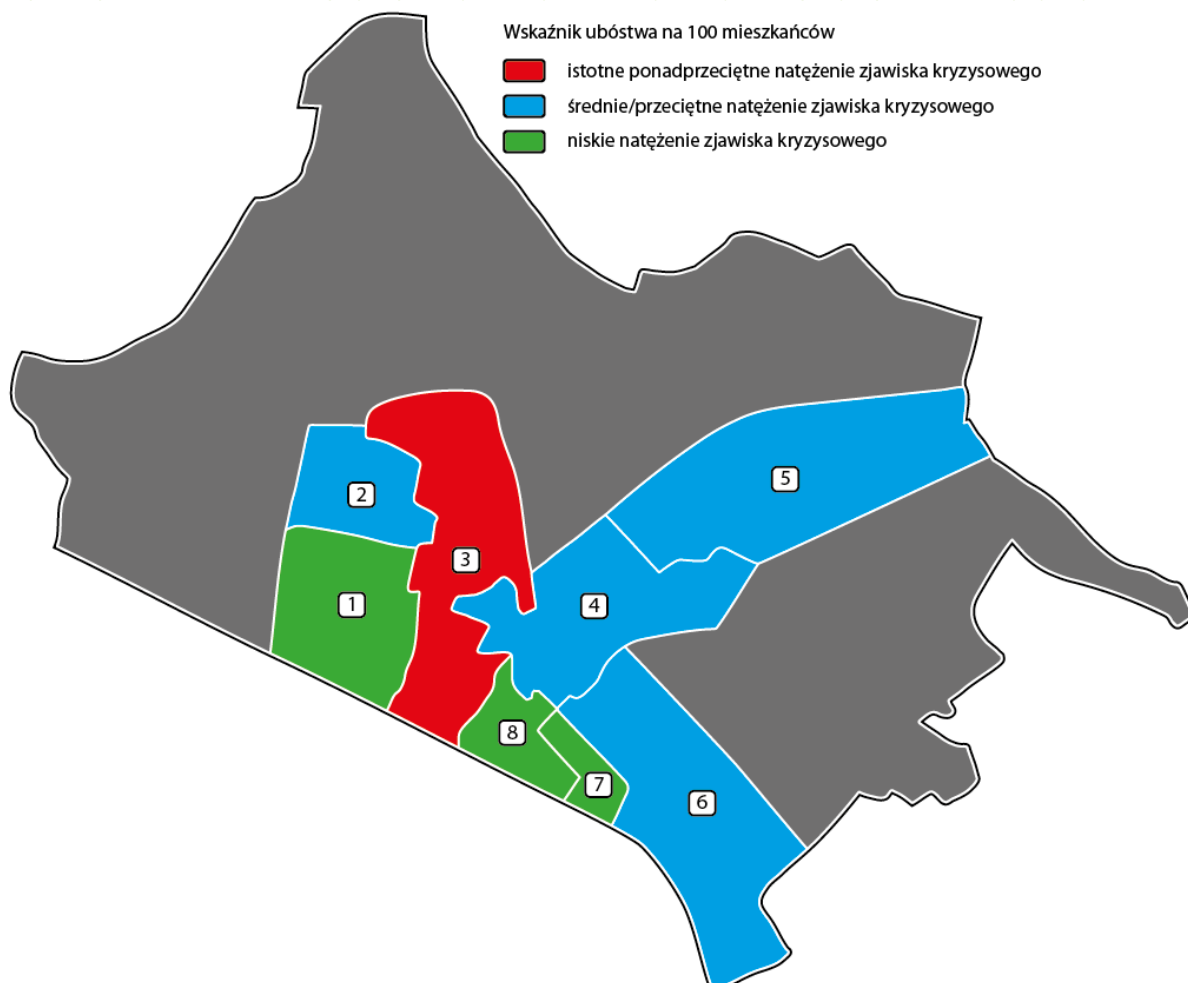 Wskaźnik ubóstwa na 100 mieszkańców
istotne ponadprzeciętne natężenie zjawiska kryzysowego
średnie/przeciętne natężenie zjawiska kryzysowego
niskie natężenie zjawiska kryzysowego
5
2
3
1
4
8
7
6